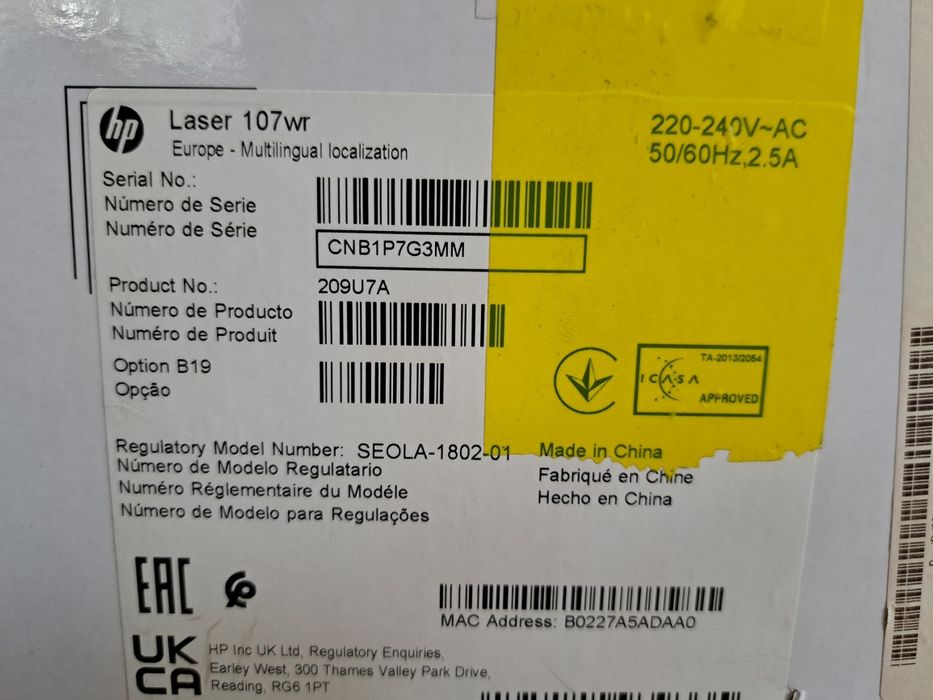 hp
Laser 107wr
Europe - Multilingual localization
220-240V~AC
50/60Hz,2.5A
Serial No.:
Número de Serie
Numéro de Série
CNB1P7G3MM
Product No.:
209U7A
Número de Producto
Numéro de Produit
Option B19
Opção
TA-2013/2054
ICASA
APPROVED
Regulatory Model Number: SEOLA-1802-01
Número de Modelo Regulatario
Numéro Réglementaire du Modéle
Número de Modelo para Regulações
Made in China
Fabriqué en Chine
Hecho en China
EAC
MAC Address: B0227A5ADAA0
UK
CA
HP Inc UK Ltd, Regulatory Enquiries,
Earley West, 300 Thames Valley Park Drive,
Reading, RG6 1PT